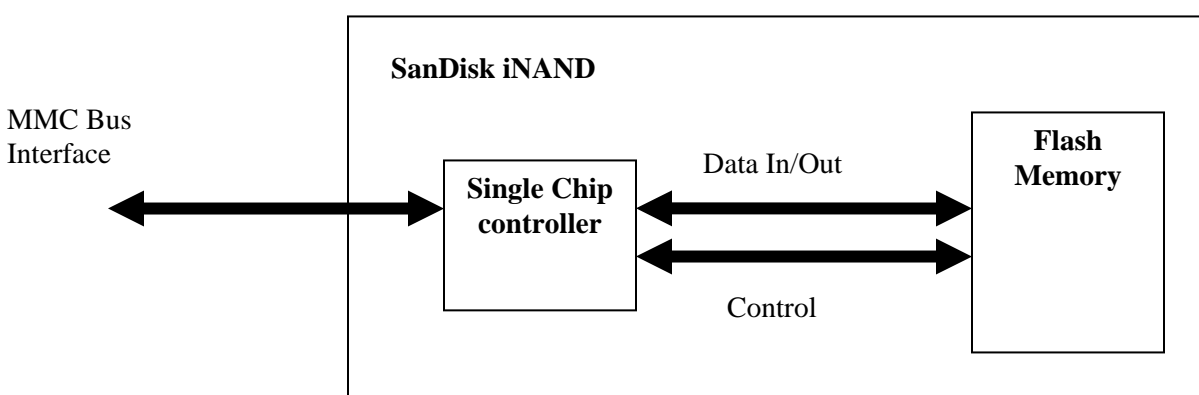 SanDisk iNAND
MMC Bus
Interface
Single Chip
controller
Data In/Out
Control
Flash
Memory